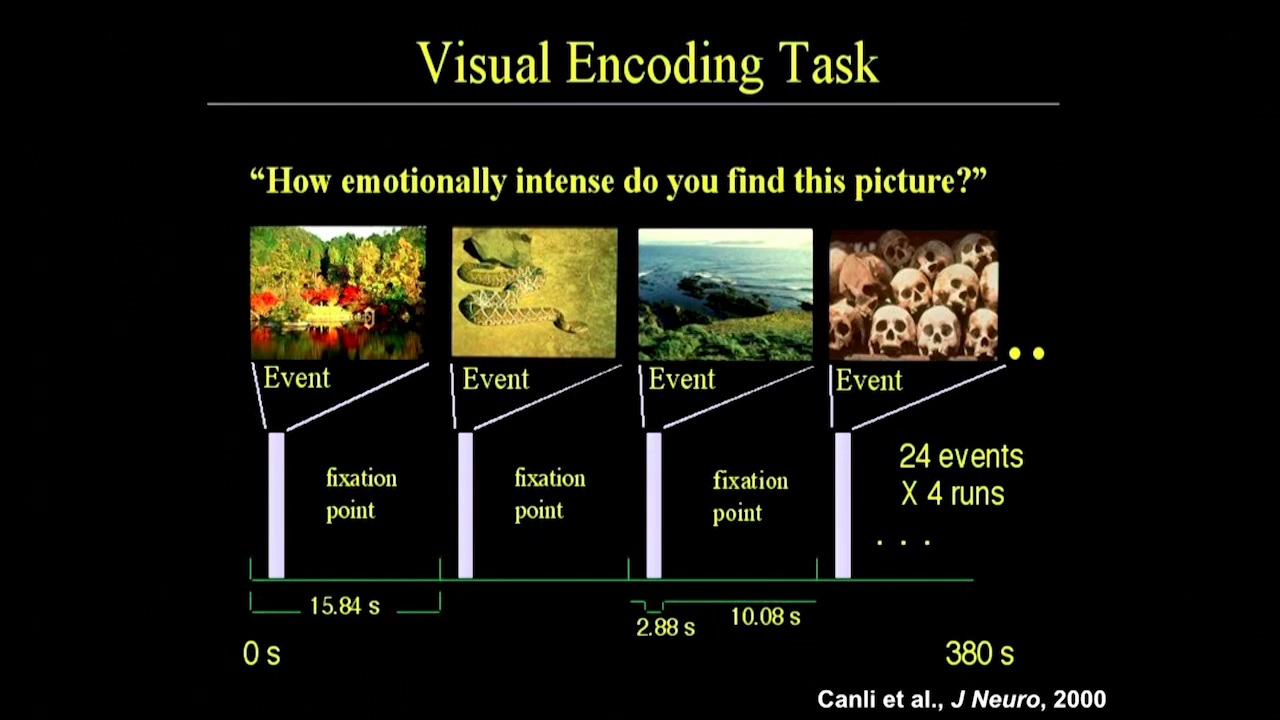 Visual Encoding Task
“How emotionally intense do you find this picture?”
Event
Event
Event
Event
fixation
point
fixation
point
fixation
point
24 events
X 4 runs
. . .
15.84 s
2.88 s
10.08 s
0 s
380 s
Canli et al., J Neuro, 2000